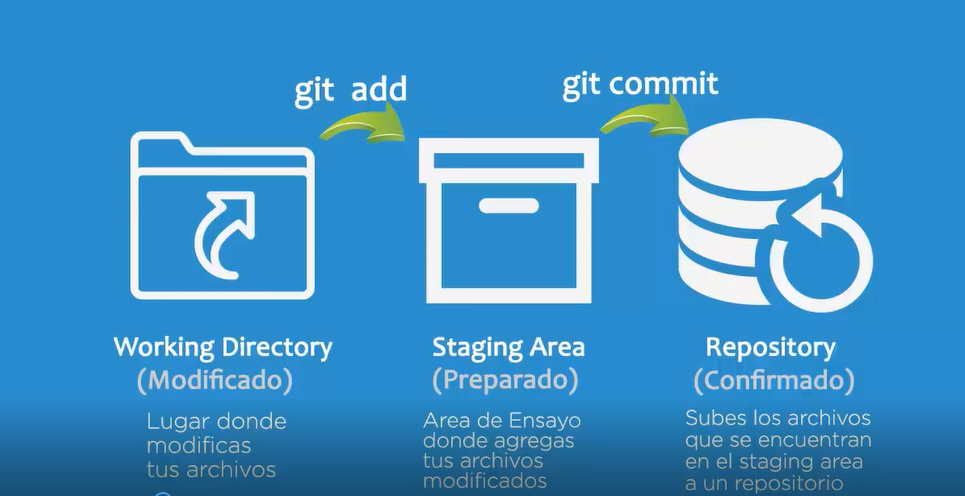 git add
git commit
Working Directory
(Modificado)
Lugar donde
modificas
tus archivos
Staging Area
(Preparado)
Area de Ensayo
donde agregas
tus archivos
modificados
Repository
(Confirmado)
Subes los archivos
que se encuentran
en el staging area
a un repositorio